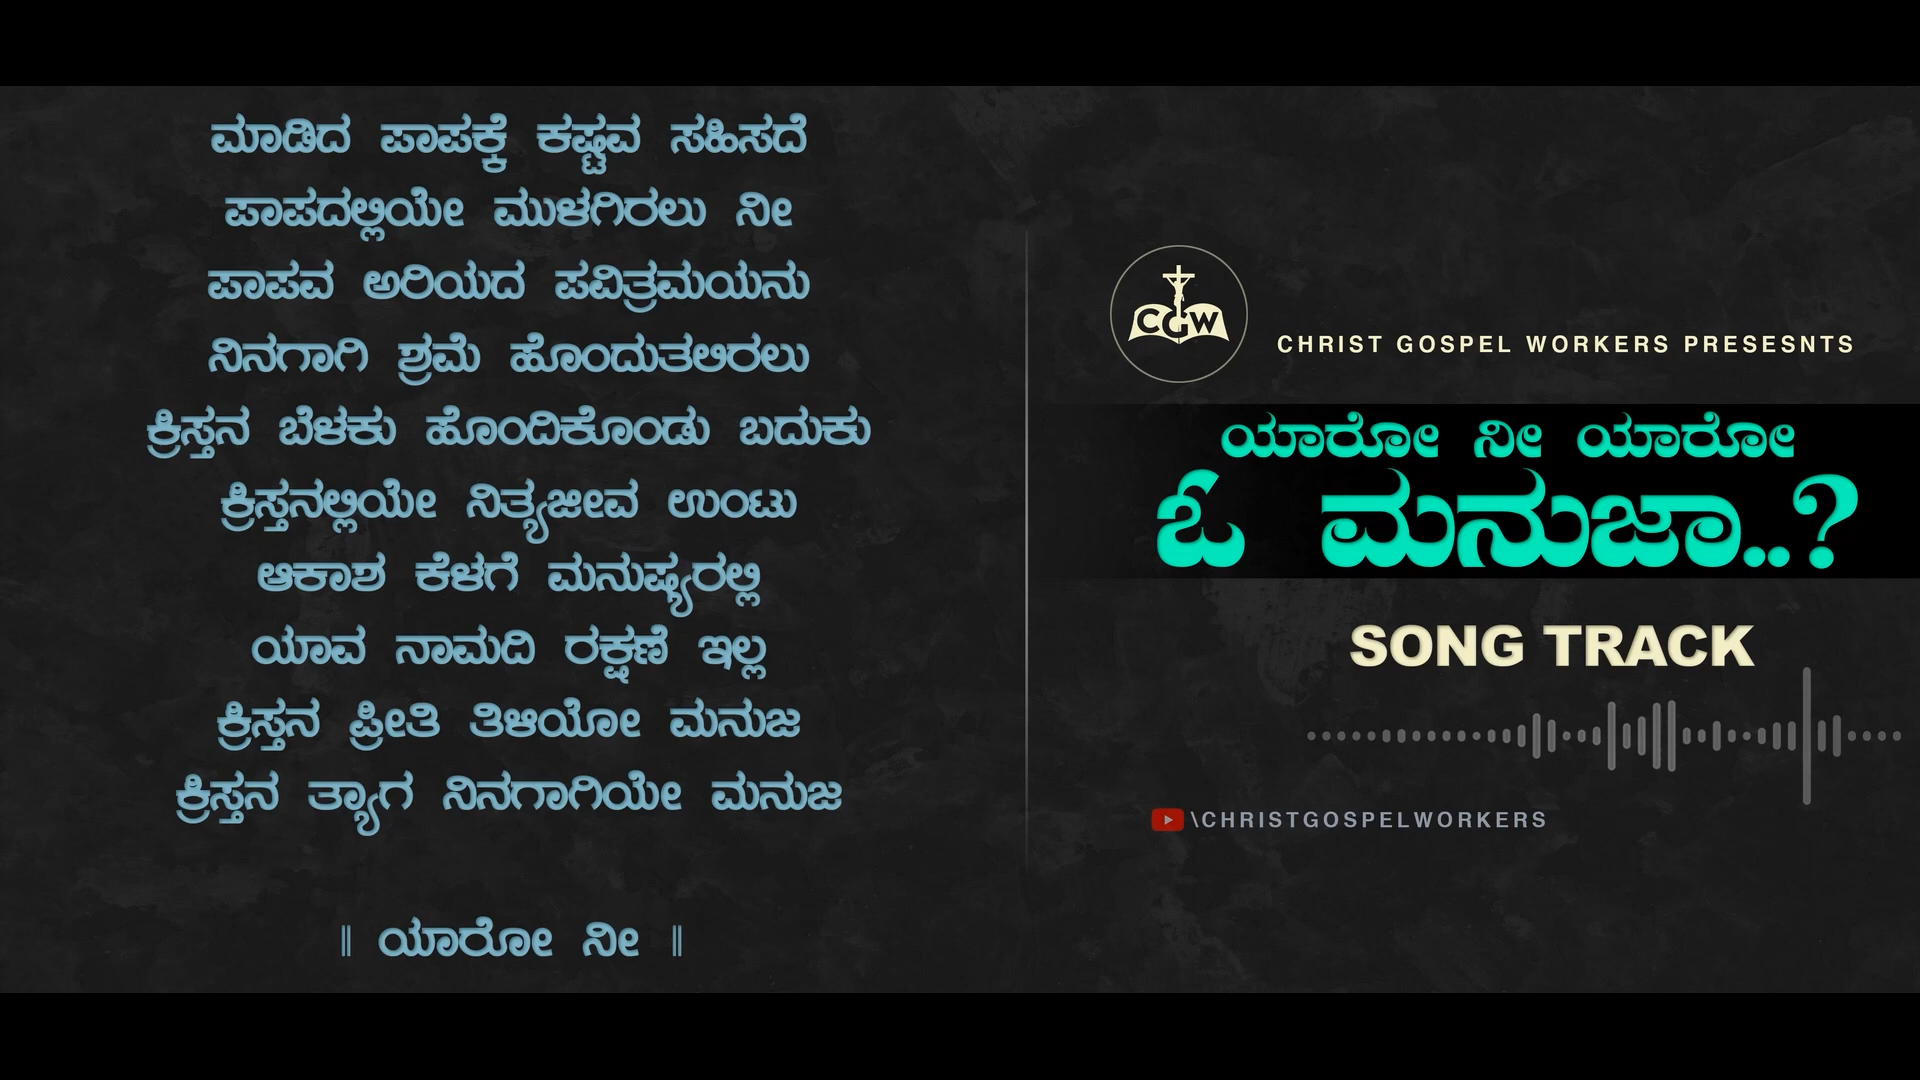 ಮಾಡಿದ ಪಾಪಕ್ಕೆ ಕಷ್ಟವ ಸಹಿಸದೆ
ಪಾಪದಲ್ಲಿಯೇ ಮುಳಗಿರಲು ನೀ
ಪಾಪವ ಅರಿಯದ ಪವಿತ್ರಮಯನು
ನಿನಗಾಗಿ ಶ್ರಮೆ ಹೊಂದುತಲಿರಲು
ಕ್ರಿಸ್ತನ ಬೆಳಕು ಹೊಂದಿಕೊಂಡು ಬದುಕು
ಕ್ರಿಸ್ತನಲ್ಲಿಯೇ ನಿತ್ಯಜೀವ ಉಂಟು
ಆಕಾಶ ಕೆಳಗೆ ಮನುಷ್ಯರಲ್ಲಿ
ಯಾವ ನಾಮದಿ ರಕ್ಷಣೆ ಇಲ್ಲ
ಕ್ರಿಸ್ತನ ಪ್ರೀತಿ ತಿಳಿಯೋ ಮನುಜ
ಕ್ರಿಸ್ತನ ತ್ಯಾಗ ನಿನಗಾಗಿಯೇ ಮನುಜ
॥ ಯಾರೋ ನೀ ॥
CGW
CHRIST GOSPEL WORKERS PRESESNTS
ಯಾರೋ ನೀ ಯಾರೋ
ಓ ಮನುಜಾ..?
SONG TRACK
\CHRISTGOSPELWORKERS